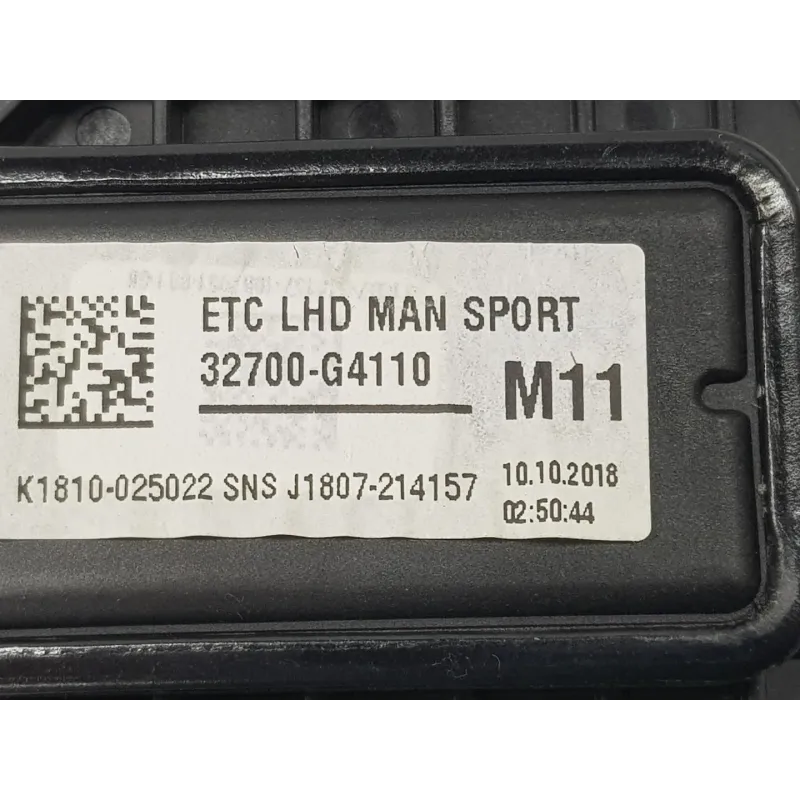 ETC LHD MAN SPORT
32700-G4110
M11
K1810-025022 SNS J1807-214157
10.10.2018
02:50:44